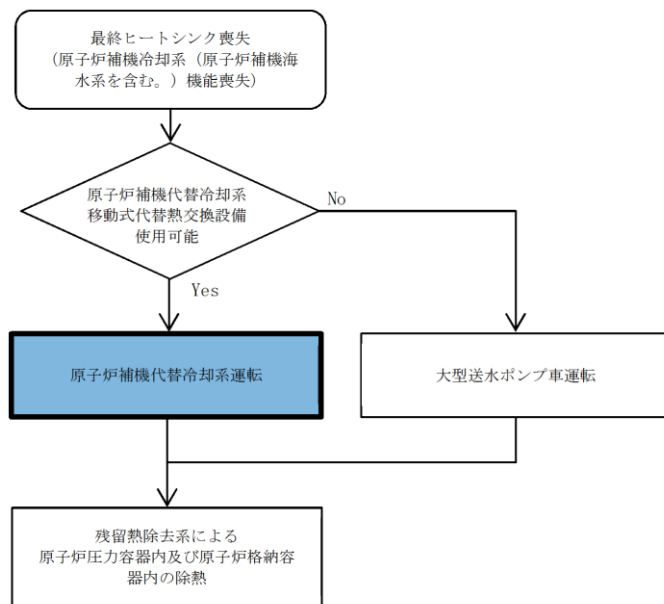 最終ヒートシンク喪失
(原子炉補機冷却系(原子炉補機海
水系を含む。)機能喪失)
原子炉補機代替冷却系
移動式代替熱交換設備
使用可能
No
Yes
原子炉補機代替冷却系運転
大型送水ポンプ車運転
残留熱除去系による
原子炉圧力容器内及び原子炉格納容
器内の除熱